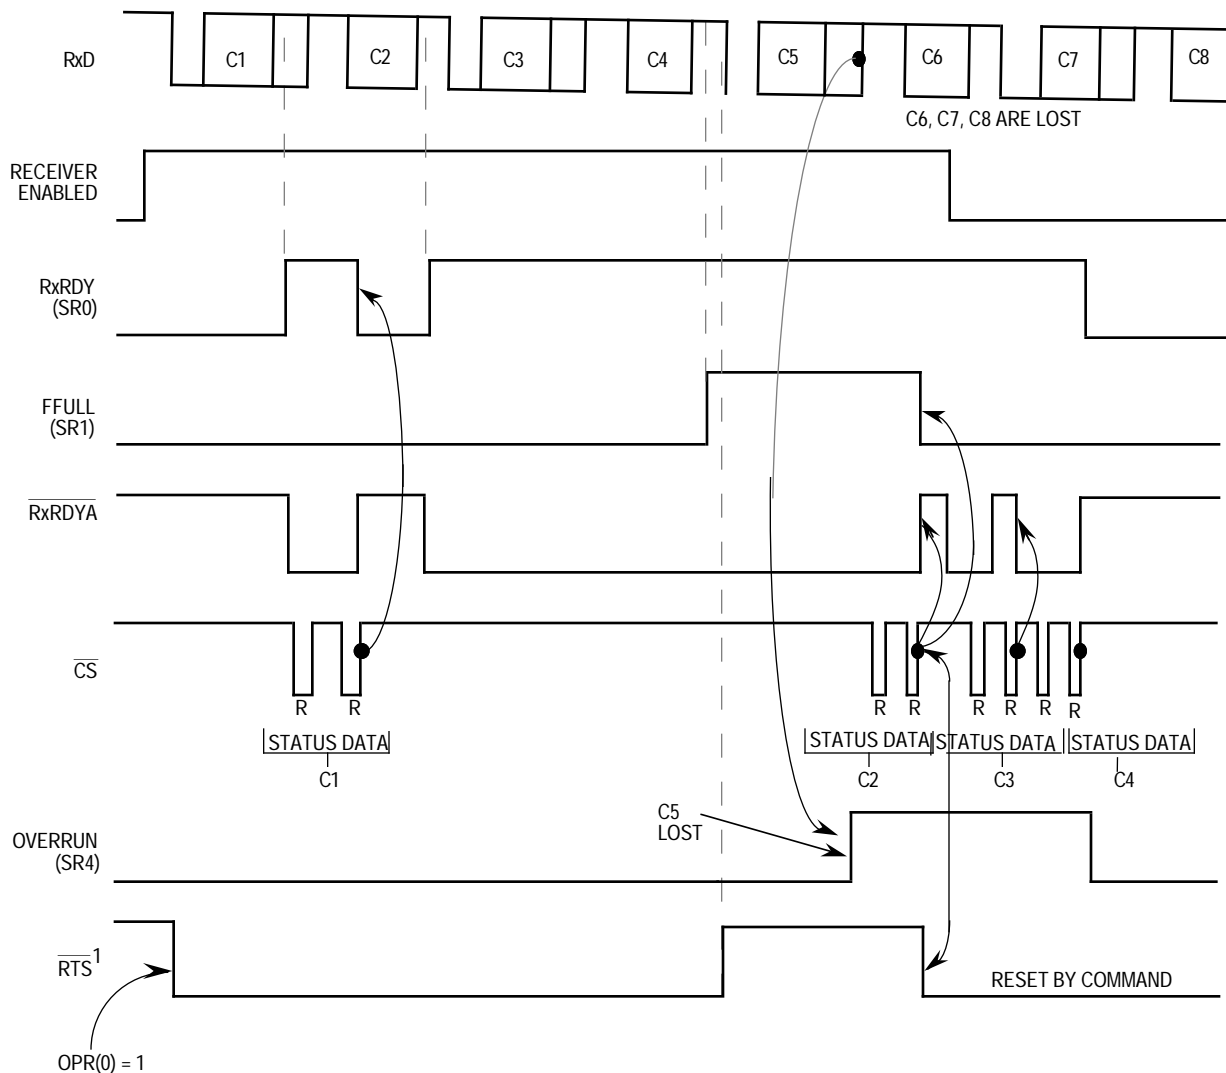 RxD
C1
C2
C3
C4
C5
C6
C7
C8
C6, C7, C8 ARE LOST
RECEIVER
ENABLED
RxRDY
(SR0)
FFULL
(SR1)
RxRDYA
CS
R
R
R
R
R
R
R
R
STATUS DATA
C1
STATUS DATA
C2
STATUS DATA
C3
STATUS DATA
C4
C5
LOST
OVERRUN
(SR4)
RTS1
RESET BY COMMAND
OPR(0) = 1